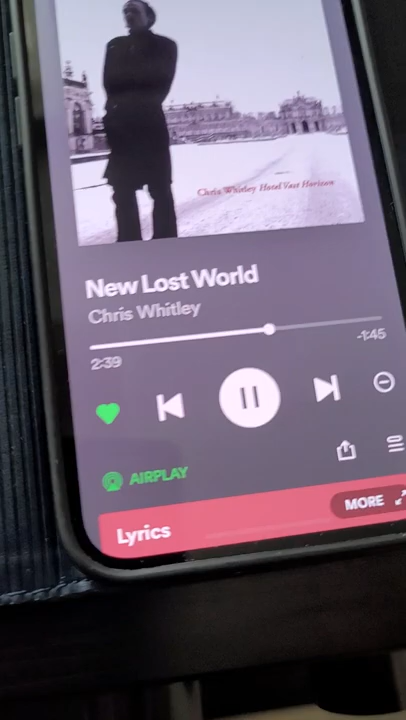 Chris Whitley Hotel Vast Horizon
New Lost World
Chris Whitley
2:39
-1:45
AIRPLAY
MORE
Lyrics